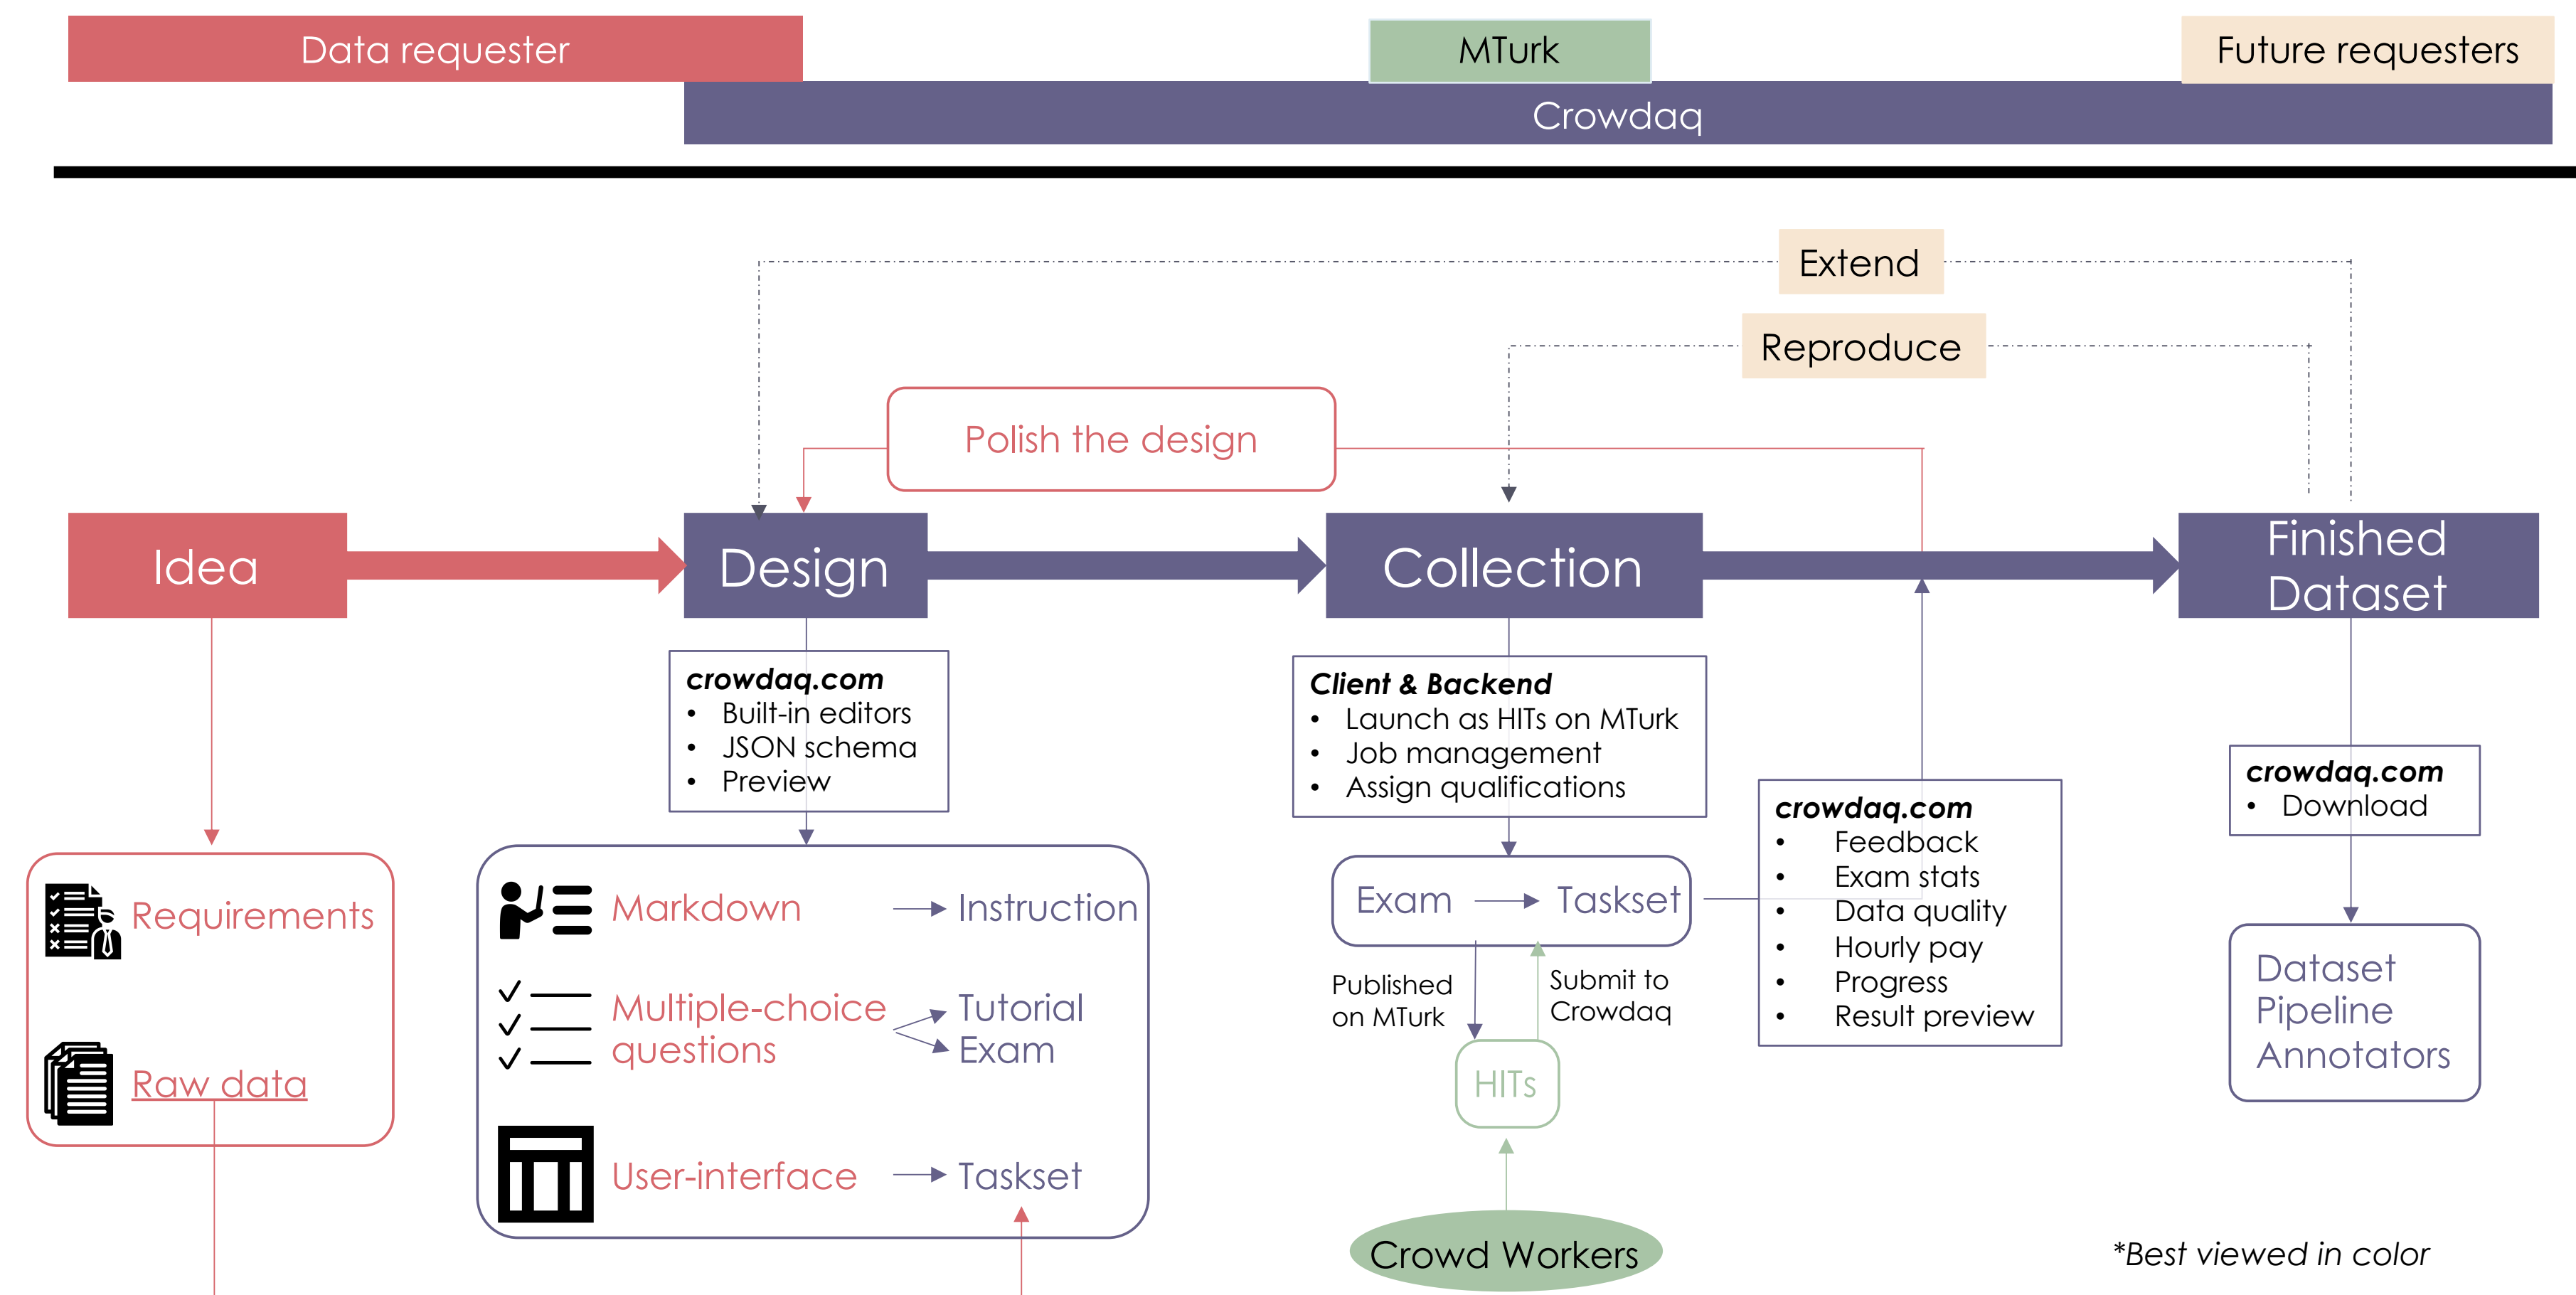 Data requester
MTurk
Future requesters
Crowdaq
Extend
Reproduce
Polish the design
Idea
Design
Collection
Finished
Dataset
crowdaq.com
• Built-in editors
• JSON schema
• Preview
Client & Backend
• Launch as HITs on MTurk
• Job management
• Assign qualifications
crowdaq.com
• Feedback
• Exam stats
• Data quality
• Hourly pay
• Progress
• Result preview
crowdaq.com
• Download
Requirements
Raw data
Markdown
Instruction
Multiple-choice
questions
Tutorial
Exam
User-interface
Taskset
Exam
Taskset
Published
on MTurk
Submit to
Crowdaq
HITs
Crowd Workers
Dataset
Pipeline
Annotators
*Best viewed in color